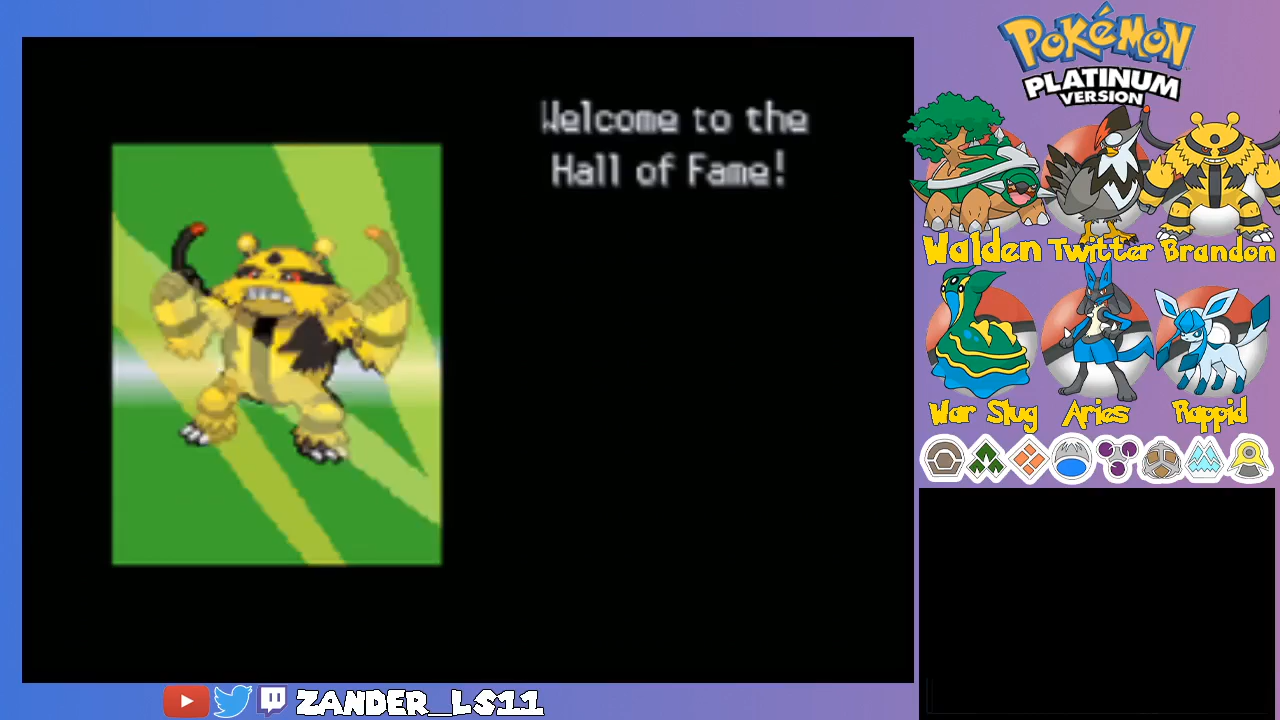 Welcome to the
Hall of Fame!
POKéMON
PLATINUM
VERSION
Walden Twitter Brandon
War Slug Aries Rappid
ZANDER_LS11